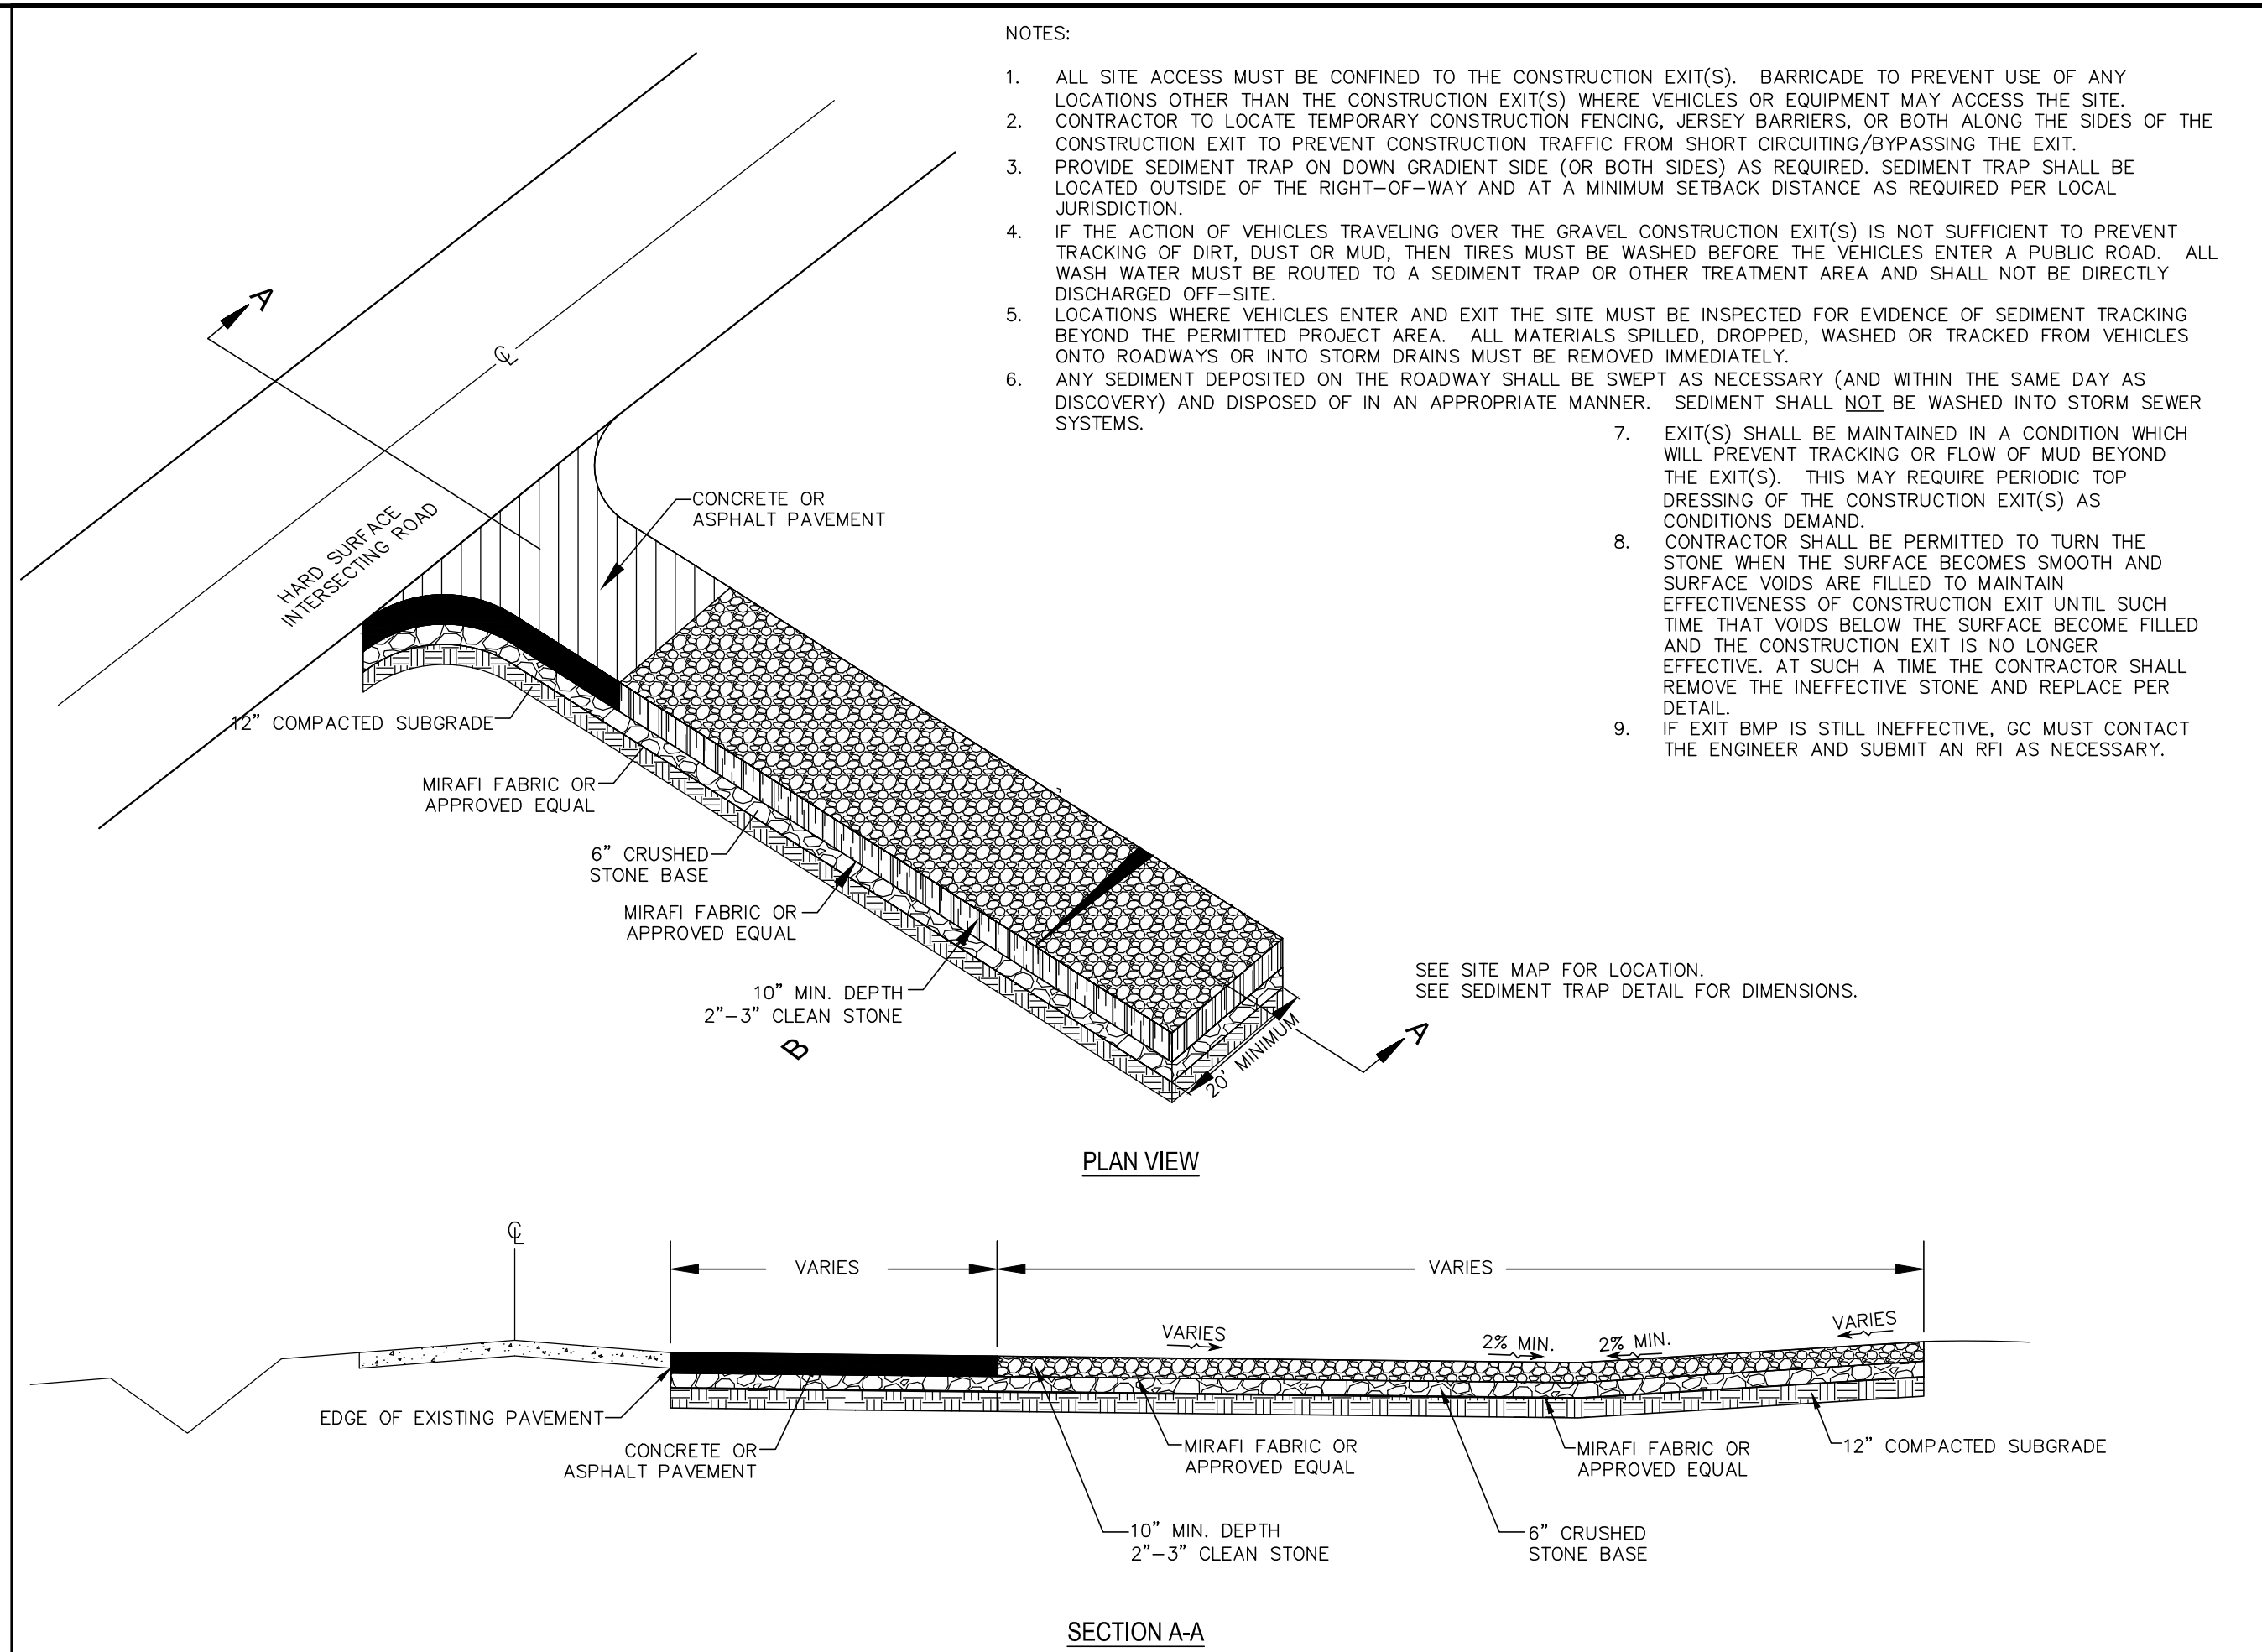 NOTES:
1. ALL SITE ACCESS MUST BE CONFINED TO THE CONSTRUCTION EXIT(S). BARRICADE TO PREVENT USE OF ANY
LOCATIONS OTHER THAN THE CONSTRUCTION EXIT(S) WHERE VEHICLES OR EQUIPMENT MAY ACCESS THE SITE.
2. CONTRACTOR TO LOCATE TEMPORARY CONSTRUCTION FENCING, JERSEY BARRIERS, OR BOTH ALONG THE SIDES OF THE
CONSTRUCTION EXIT TO PREVENT CONSTRUCTION TRAFFIC FROM SHORT CIRCUITING/BYPASSING THE EXIT.
3. PROVIDE SEDIMENT TRAP ON DOWN GRADIENT SIDE (OR BOTH SIDES) AS REQUIRED. SEDIMENT TRAP SHALL BE
LOCATED OUTSIDE OF THE RIGHT-OF-WAY AND AT A MINIMUM SETBACK DISTANCE AS REQUIRED PER LOCAL
JURISDICTION.
4. IF THE ACTION OF VEHICLES TRAVELING OVER THE GRAVEL CONSTRUCTION EXIT(S) IS NOT SUFFICIENT TO PREVENT
TRACKING OF DIRT, DUST OR MUD, THEN TIRES MUST BE WASHED BEFORE THE VEHICLES ENTER A PUBLIC ROAD. ALL
WASH WATER MUST BE ROUTED TO A SEDIMENT TRAP OR OTHER TREATMENT AREA AND SHALL NOT BE DIRECTLY
DISCHARGED OFF-SITE.
5. LOCATIONS WHERE VEHICLES ENTER AND EXIT THE SITE MUST BE INSPECTED FOR EVIDENCE OF SEDIMENT TRACKING
BEYOND THE PERMITTED PROJECT AREA. ALL MATERIALS SPILLED, DROPPED, WASHED OR TRACKED FROM VEHICLES
ONTO ROADWAYS OR INTO STORM DRAINS MUST BE REMOVED IMMEDIATELY.
6. ANY SEDIMENT DEPOSITED ON THE ROADWAY SHALL BE SWEPT AS NECESSARY (AND WITHIN THE SAME DAY AS
DISCOVERY) AND DISPOSED OF IN AN APPROPRIATE MANNER. SEDIMENT SHALL NOT BE WASHED INTO STORM SEWER
SYSTEMS.
7. EXIT(S) SHALL BE MAINTAINED IN A CONDITION WHICH
WILL PREVENT TRACKING OR FLOW OF MUD BEYOND
THE EXIT(S). THIS MAY REQUIRE PERIODIC TOP
DRESSING OF THE CONSTRUCTION EXIT(S) AS
CONDITIONS DEMAND.
8. CONTRACTOR SHALL BE PERMITTED TO TURN THE
STONE WHEN THE SURFACE BECOMES SMOOTH AND
SURFACE VOIDS ARE FILLED TO MAINTAIN
EFFECTIVENESS OF CONSTRUCTION EXIT UNTIL SUCH
TIME THAT VOIDS BELOW THE SURFACE BECOME FILLED
AND THE CONSTRUCTION EXIT IS NO LONGER
EFFECTIVE. AT SUCH A TIME THE CONTRACTOR SHALL
REMOVE THE INEFFECTIVE STONE AND REPLACE PER
DETAIL.
9. IF EXIT BMP IS STILL INEFFECTIVE, GC MUST CONTACT
THE ENGINEER AND SUBMIT AN RFI AS NECESSARY.
A
℄
CONCRETE OR
ASPHALT PAVEMENT
HARD SURFACE
INTERSECTING ROAD
12" COMPACTED SUBGRADE
MIRAFI FABRIC OR
APPROVED EQUAL
6" CRUSHED
STONE BASE
MIRAFI FABRIC OR
APPROVED EQUAL
10" MIN. DEPTH
2"-3" CLEAN STONE
B
20' MINIMUM
A
SEE SITE MAP FOR LOCATION.
SEE SEDIMENT TRAP DETAIL FOR DIMENSIONS.
PLAN VIEW
℄
VARIES
VARIES
VARIES
2% MIN.
2% MIN.
VARIES
EDGE OF EXISTING PAVEMENT
CONCRETE OR
ASPHALT PAVEMENT
MIRAFI FABRIC OR
APPROVED EQUAL
MIRAFI FABRIC OR
APPROVED EQUAL
12" COMPACTED SUBGRADE
10" MIN. DEPTH
2"-3" CLEAN STONE
6" CRUSHED
STONE BASE
SECTION A-A